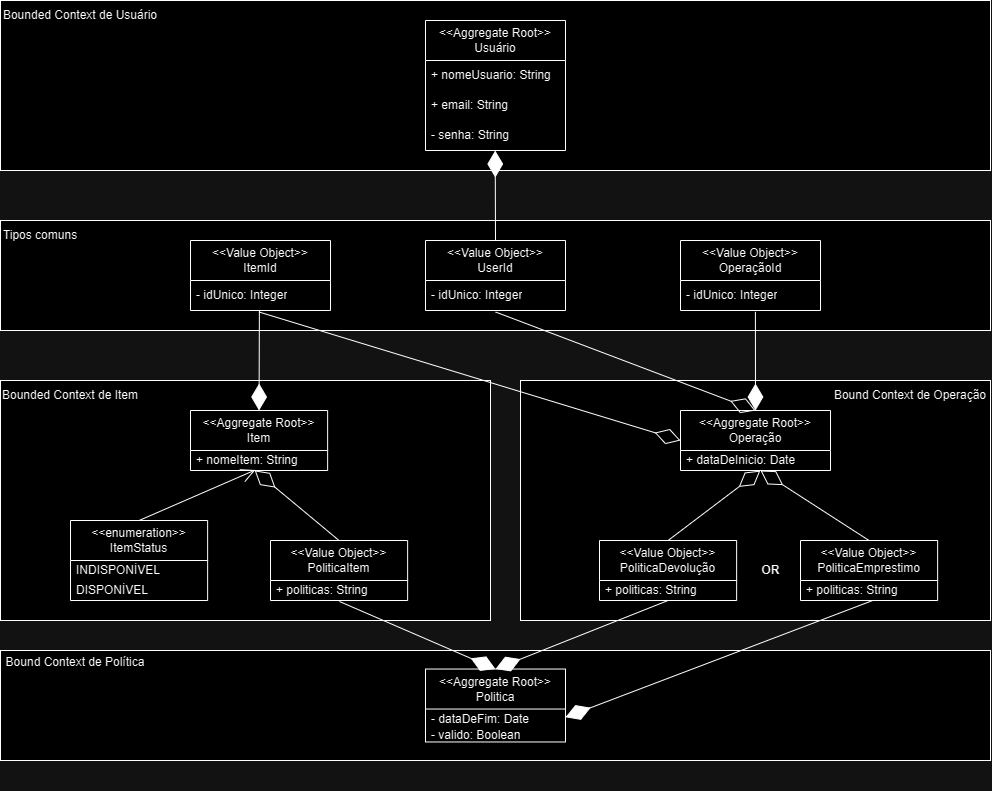 Bounded Context de Usuário
<<Aggregate Root>>
Usuário
+ nomeUsuario: String
+ email: String
- senha: String
Tipos comuns
<<Value Object>>
ItemId
- idUnico: Integer
<<Value Object>>
UserId
- idUnico: Integer
<<Value Object>>
OperaçãoId
- idUnico: Integer
Bounded Context de Item
<<Aggregate Root>>
Item
+ nomeItem: String
<<enumeration>>
ItemStatus
INDISPONÍVEL
DISPONÍVEL
<<Value Object>>
PoliticaItem
+ politicas: String
Bound Context de Operação
<<Aggregate Root>>
Operação
+ dataDeInicio: Date
<<Value Object>>
PoliticaDevolução
+ politicas: String
OR
<<Value Object>>
PoliticaEmprestimo
+ politicas: String
Bound Context de Política
<<Aggregate Root>>
Politica
- dataDeFim: Date
- valido: Boolean